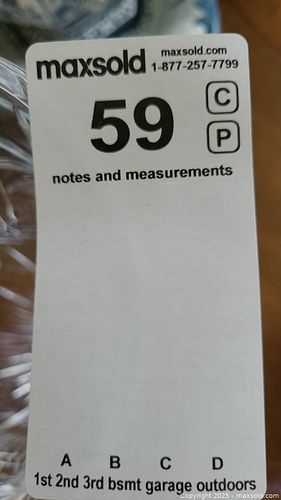 maxsold maxsold.com
1-877-257-7799
59 C
P
notes and measurements
A B C D
1st 2nd 3rd bsmt garage outdoors
Copyright 2025 - maxsold.com